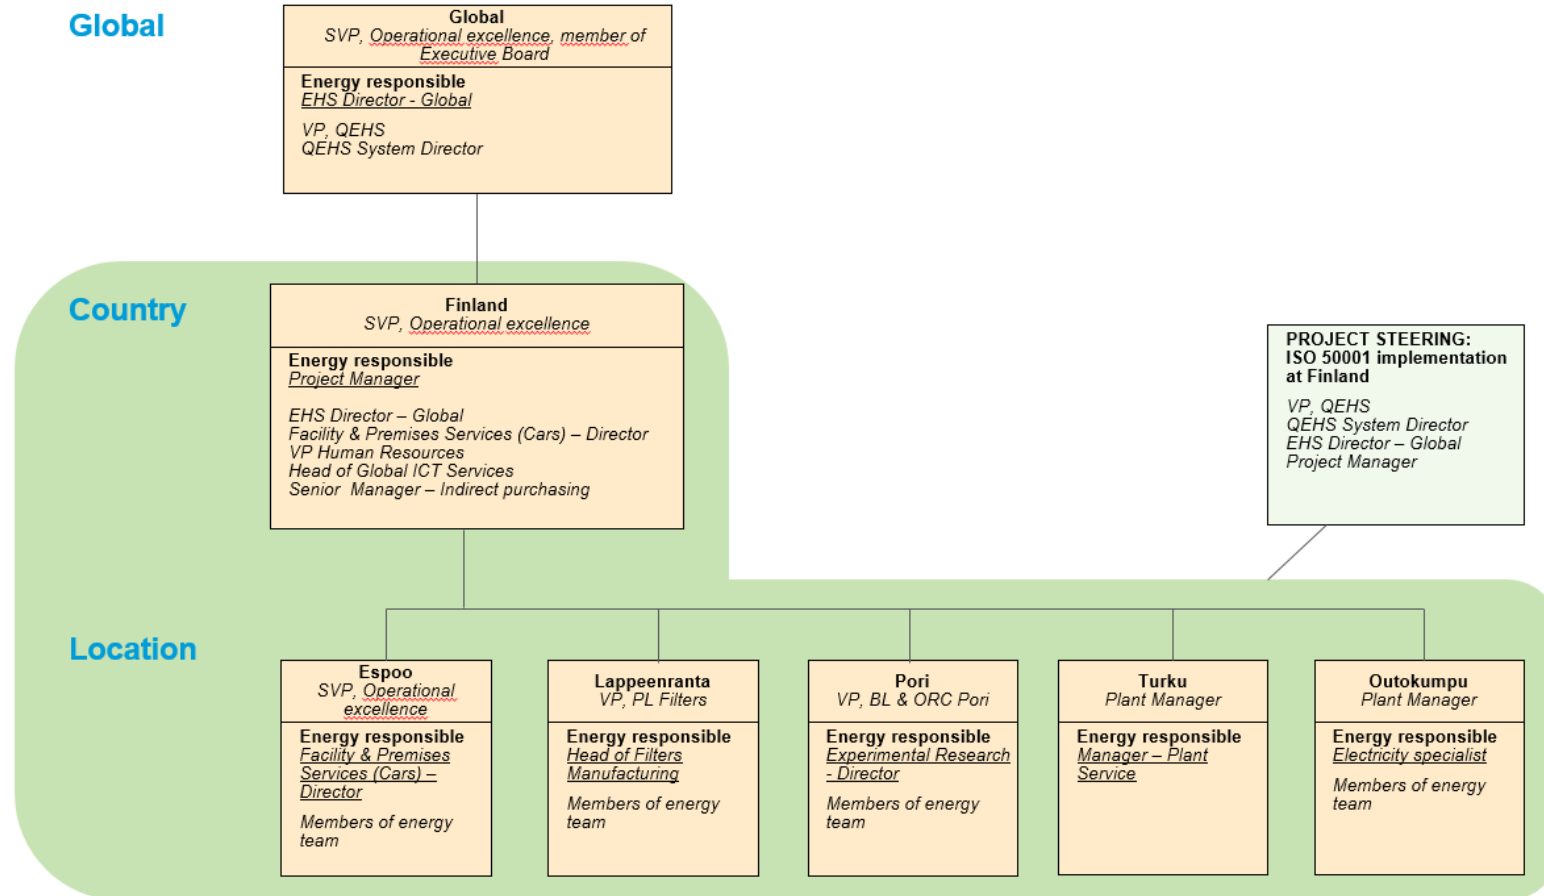 Global
Global
SVP, Operational excellence, member of
Executive Board
Energy responsible
EHS Director - Global
VP, QEHS
QEHS System Director
Country
Finland
SVP, Operational excellence
Energy responsible
Project Manager
EHS Director – Global
Facility & Premises Services (Cars) – Director
VP Human Resources
Head of Global ICT Services
Senior  Manager – Indirect purchasing
PROJECT STEERING:
ISO 50001 implementation
at Finland
VP, QEHS
QEHS System Director
EHS Director – Global
Project Manager
Location
Espoo
SVP, Operational
excellence
Energy responsible
Facility & Premises
Services (Cars) –
Director
Members of energy
team
Lappeenranta
VP, PL Filters
Energy responsible
Head of Filters
Manufacturing
Members of energy
team
Pori
VP, BL & ORC Pori
Energy responsible
Experimental Research
- Director
Members of energy
team
Turku
Plant Manager
Energy responsible
Manager – Plant
Service
Outokumpu
Plant Manager
Energy responsible
Electricity specialist
Members of energy
team